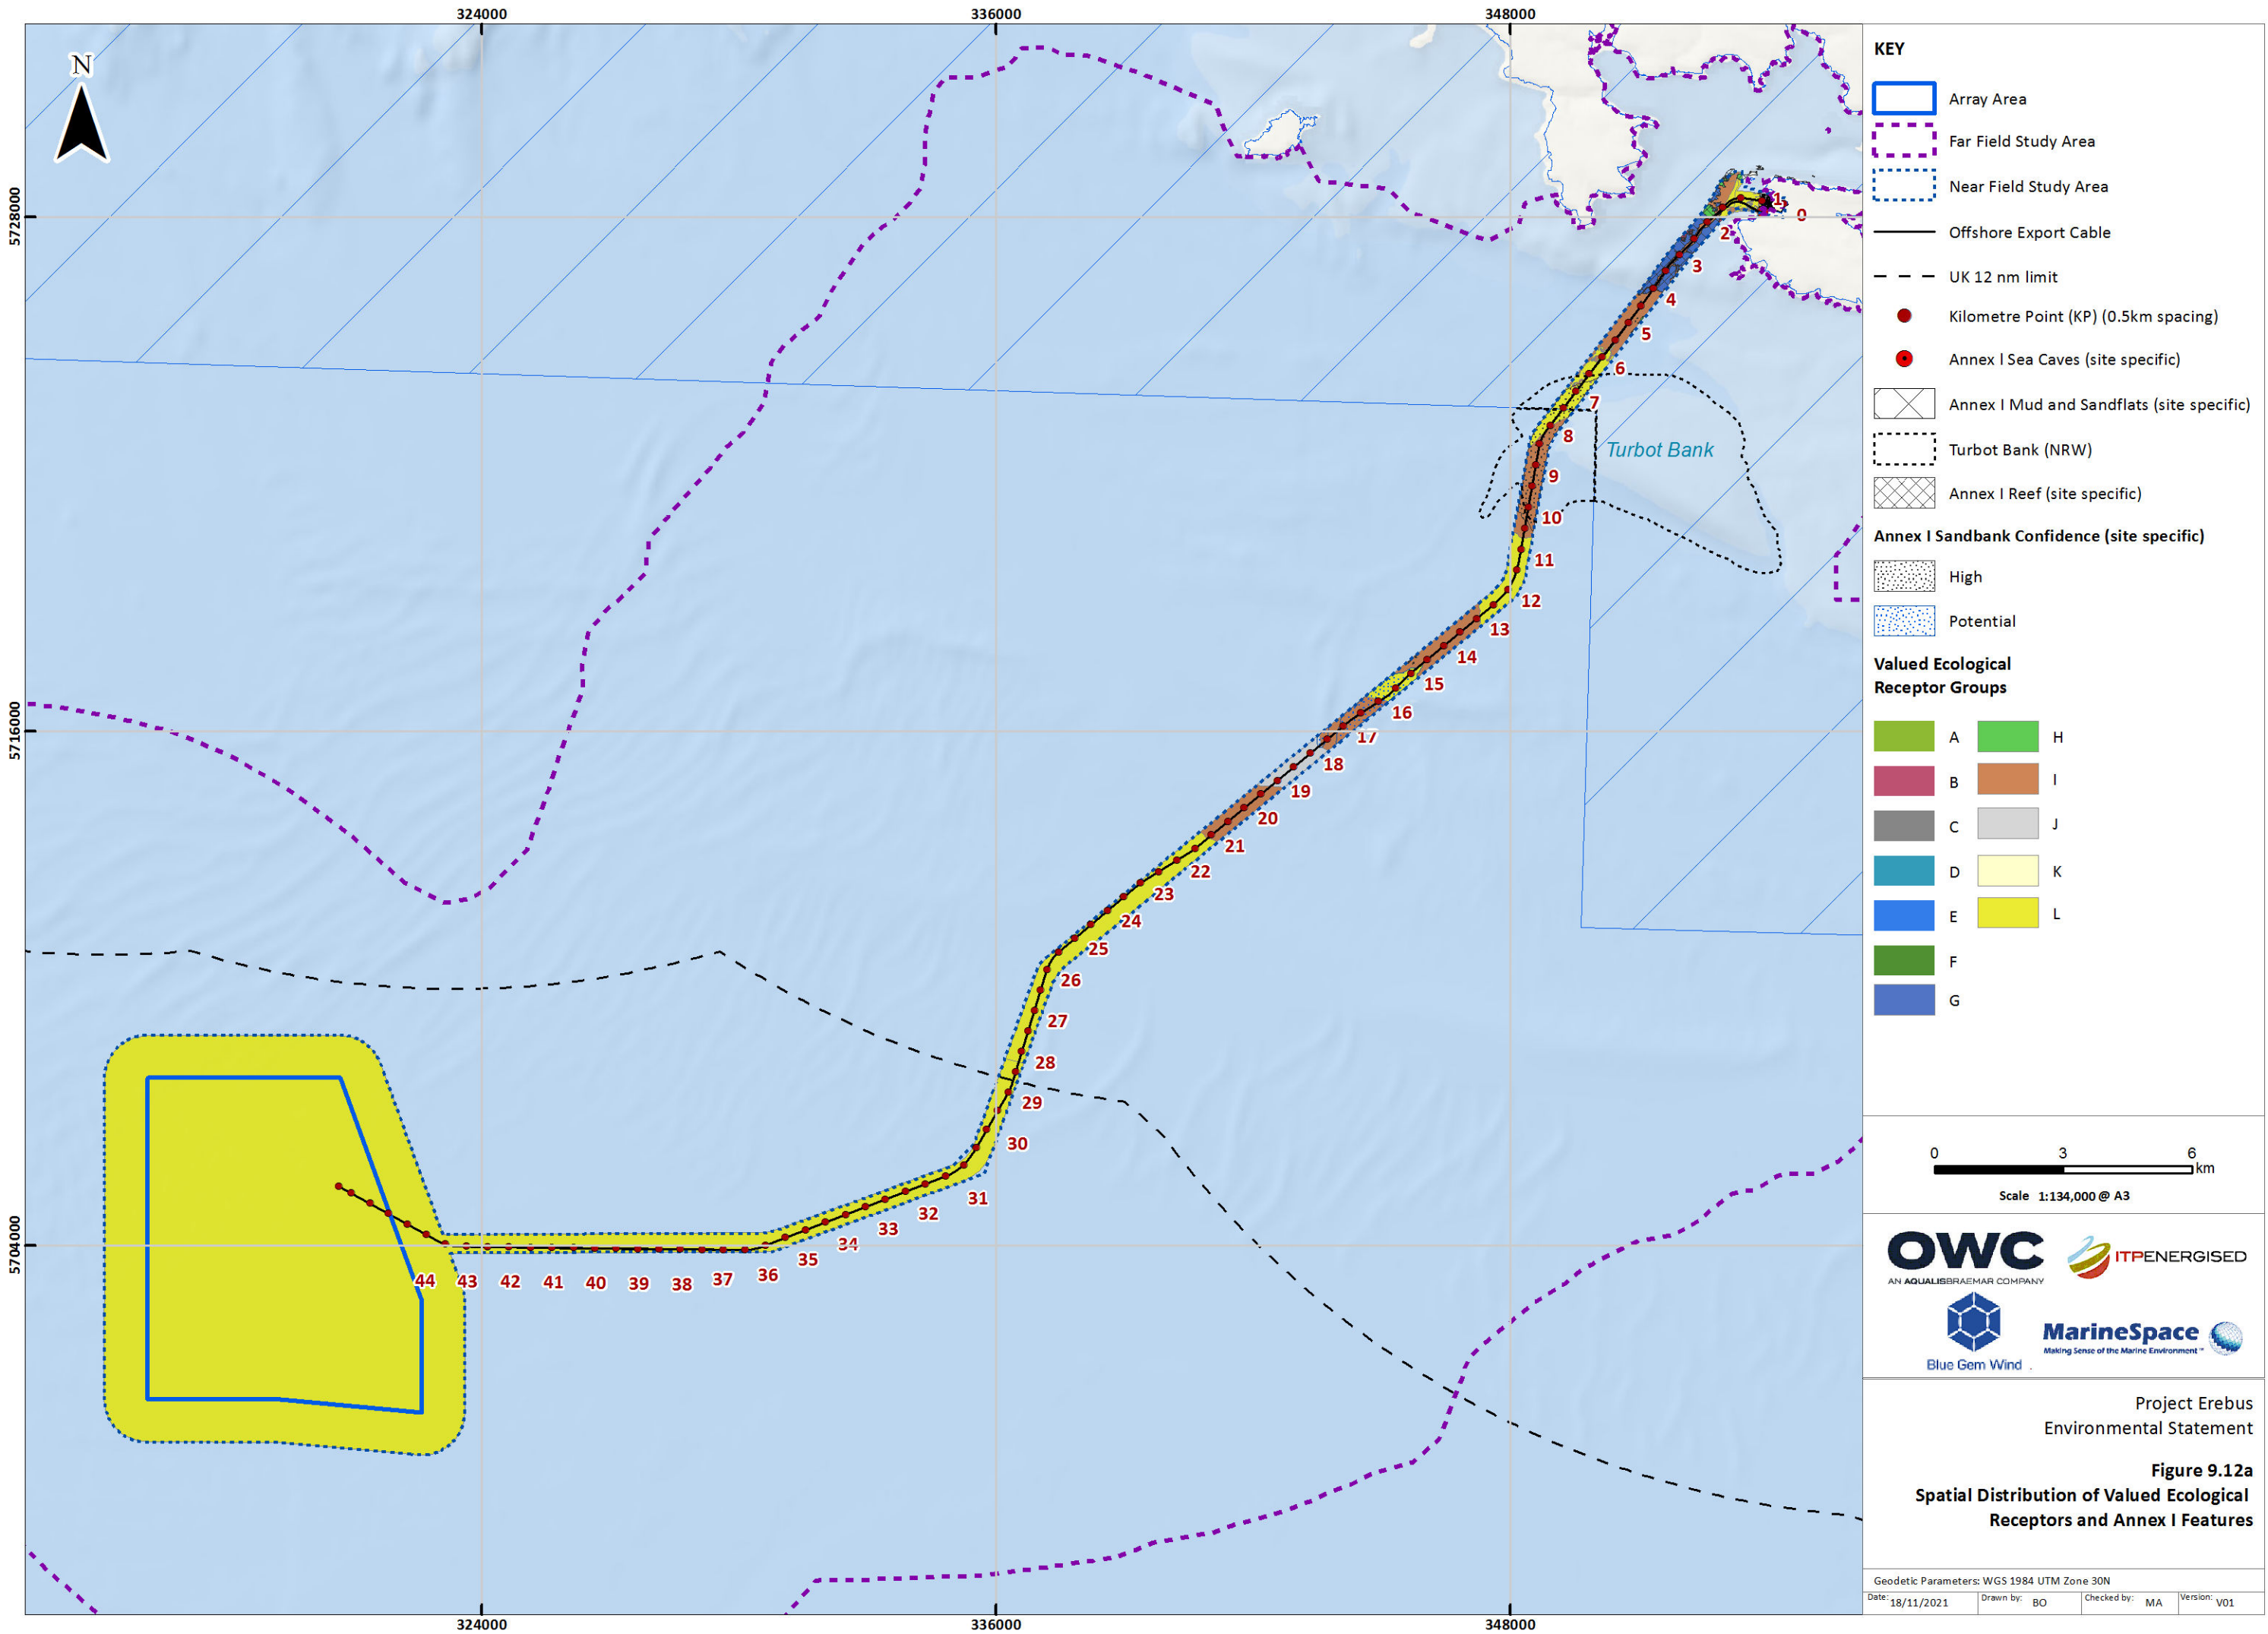 324000
336000
348000
N
5728000
5716000
5704000
1
0
2
3
4
5
6
7
8
Turbot Bank
9
10
11
12
13
14
15
16
17
18
19
20
21
22
23
24
25
26
27
28
29
30
31
32
33
34
35
36
37
38
39
40
41
42
43
44
324000
336000
348000
KEY
Array Area
Far Field Study Area
Near Field Study Area
Offshore Export Cable
UK 12 nm limit
Kilometre Point (KP) (0.5km spacing)
Annex I Sea Caves (site specific)
Annex I Mud and Sandflats (site specific)
Turbot Bank (NRW)
Annex I Reef (site specific)
Annex I Sandbank Confidence (site specific)
High
Potential
Valued Ecological
Receptor Groups
A H
B I
C J
D K
E L
F
G
0 3 6
km
Scale 1:134,000 @ A3
OWC
AN AQUALISBRAEMAR COMPANY
ITPENERGISED
Blue Gem Wind .
MarineSpace
Making Sense of the Marine Environment™
Project Erebus
Environmental Statement
Figure 9.12a
Spatial Distribution of Valued Ecological
Receptors and Annex I Features
Geodetic Parameters: WGS 1984 UTM Zone 30N
Date: 18/11/2021 Drawn by: BO Checked by: MA Version: V01